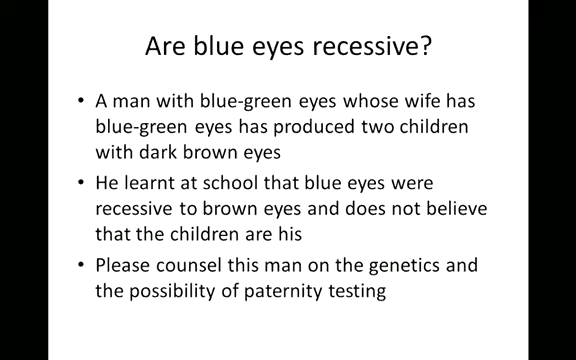 Are blue eyes recessive?
• A man with blue-green eyes whose wife has
blue-green eyes has produced two children
with dark brown eyes
• He learnt at school that blue eyes were
recessive to brown eyes and does not believe
that the children are his
• Please counsel this man on the genetics and
the possibility of paternity testing